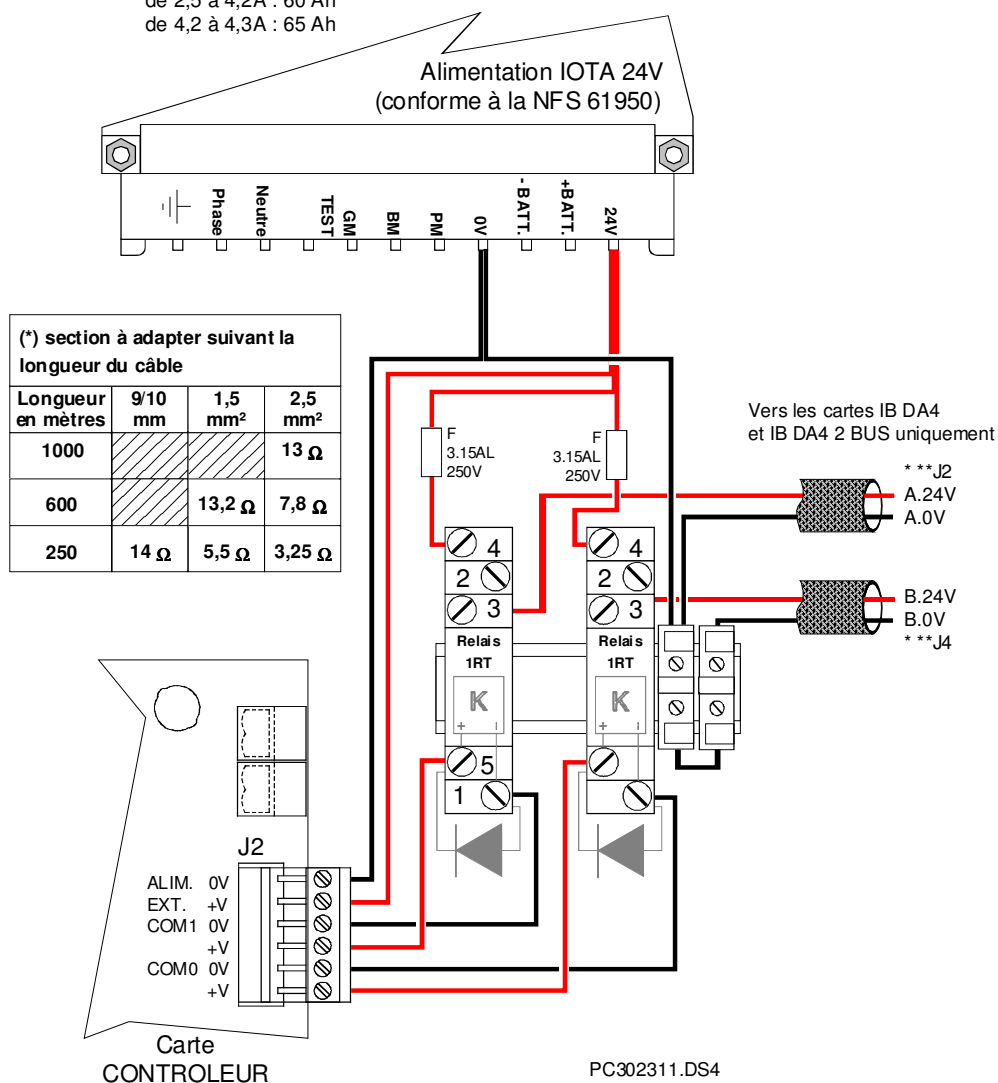 de 2,5 à 4,2A : 60 Ah
de 4,2 à 4,3A : 65 Ah
Alimentation IOTA 24V
(conforme à la NFS 61950)
Phase
Neutre
TEST
GM
BM
PM
0V
- BATT.
+BATT.
24V
(*) section à adapter suivant la
longueur du câble
Longueur en mètres 9/10 mm 1,5 mm² 2,5 mm²
1000 13 Ω
600 13,2 Ω 7,8 Ω
250 14 Ω 5,5 Ω 3,25 Ω
F
3.15AL
250V
F
3.15AL
250V
Vers les cartes IB DA4
et IB DA4 2 BUS uniquement
* **J2
A.24V
A.0V
B.24V
B.0V
* **J4
4
2
3
Relais
1RT
K
+ -
5
1
4
2
3
Relais
1RT
K
+ -
J2
ALIM. 0V
EXT. +V
COM1 0V
+V
COM0 0V
+V
Carte
CONTROLEUR
PC302311.DS4